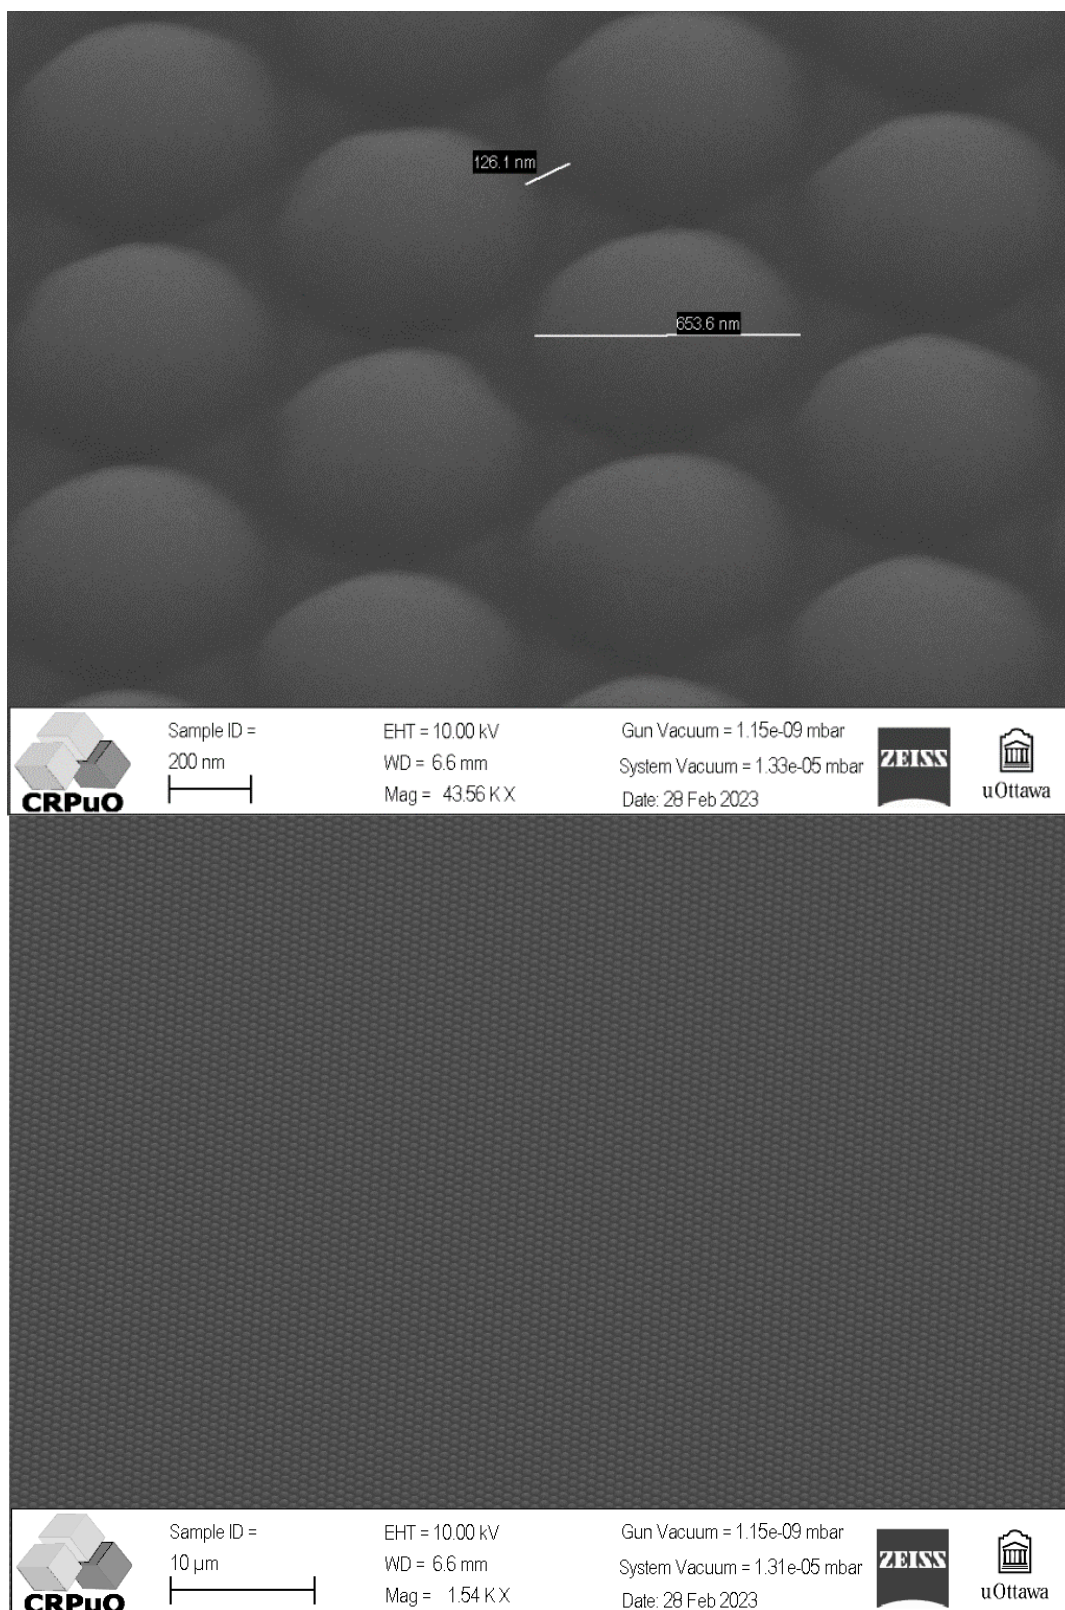 126.1 nm
653.6 nm
Sample ID =
200 nm
EHT = 10.00 kV
WD = 6.6 mm
Mag = 43.56 K X
Gun Vacuum = 1.15e-09 mbar
System Vacuum = 1.33e-05 mbar
Date: 28 Feb 2023
CRPuO
ZEISS
uOttawa
Sample ID =
10 µm
EHT = 10.00 kV
WD = 6.6 mm
Mag = 1.54 K X
Gun Vacuum = 1.15e-09 mbar
System Vacuum = 1.31e-05 mbar
Date: 28 Feb 2023
CRPuO
ZEISS
uOttawa